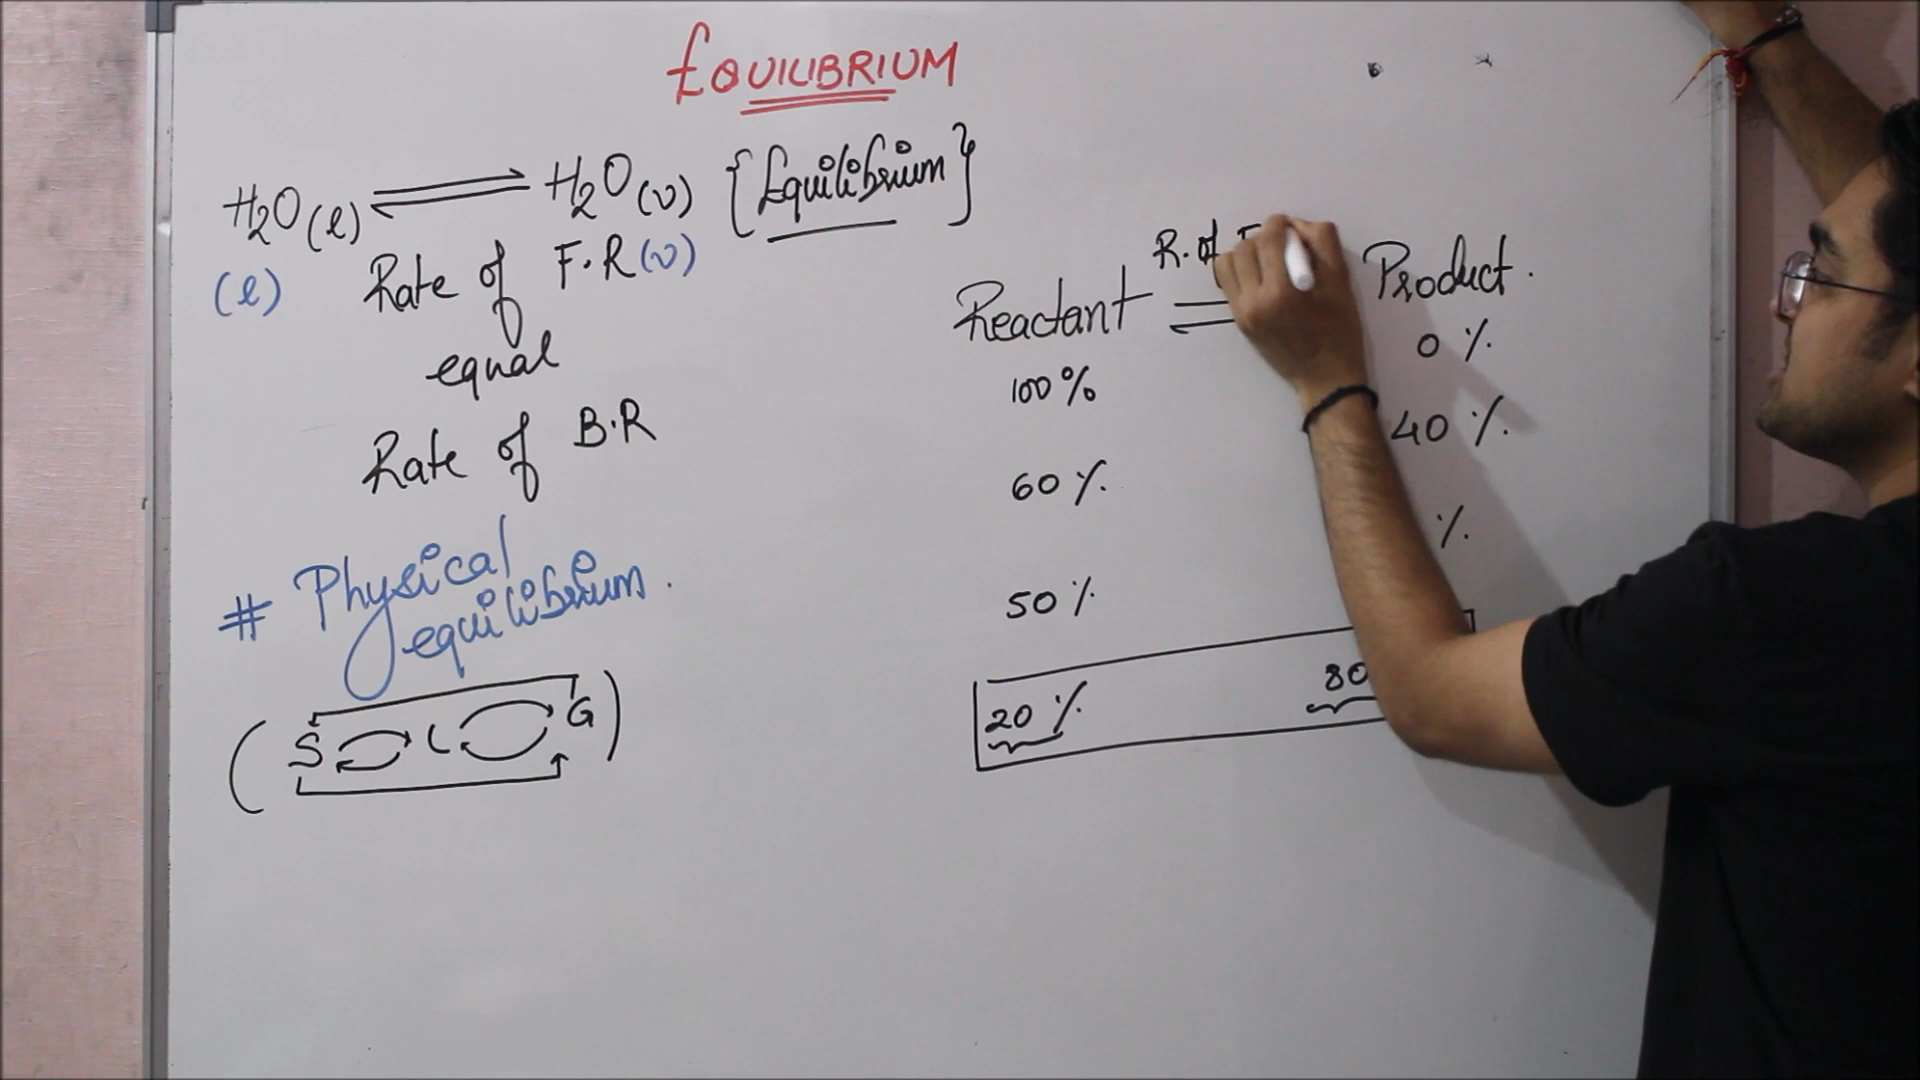 EQUILIBRIUM
H2O(l) ⇌ H2O(v) {Equilibrium}
(l) Rate of F.R(v)
equal
Rate of B.R
# Physical
equilibrium.
(S L G)
R. of
Reactant ⇌ Product.
100% 0%
60% 40%
50% %
20% 80